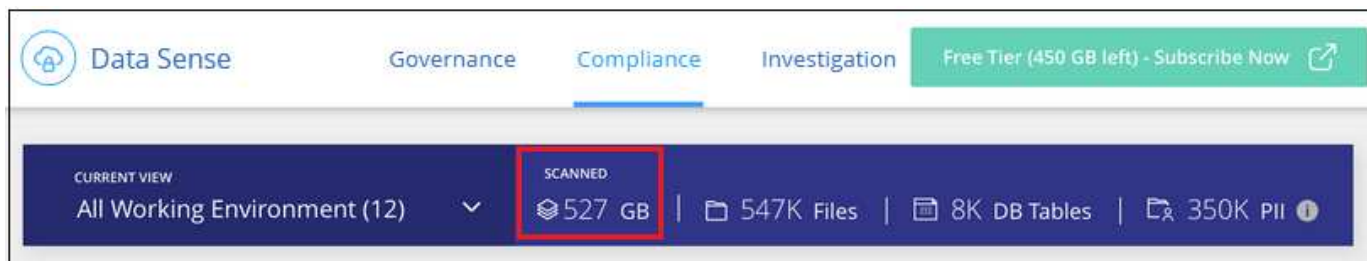 Data Sense Governance Compliance Investigation Free Tier (450 GB left) - Subscribe Now
CURRENT VIEW SCANNED
All Working Environment (12) 527 GB | 547K Files | 8K DB Tables | 350K PII